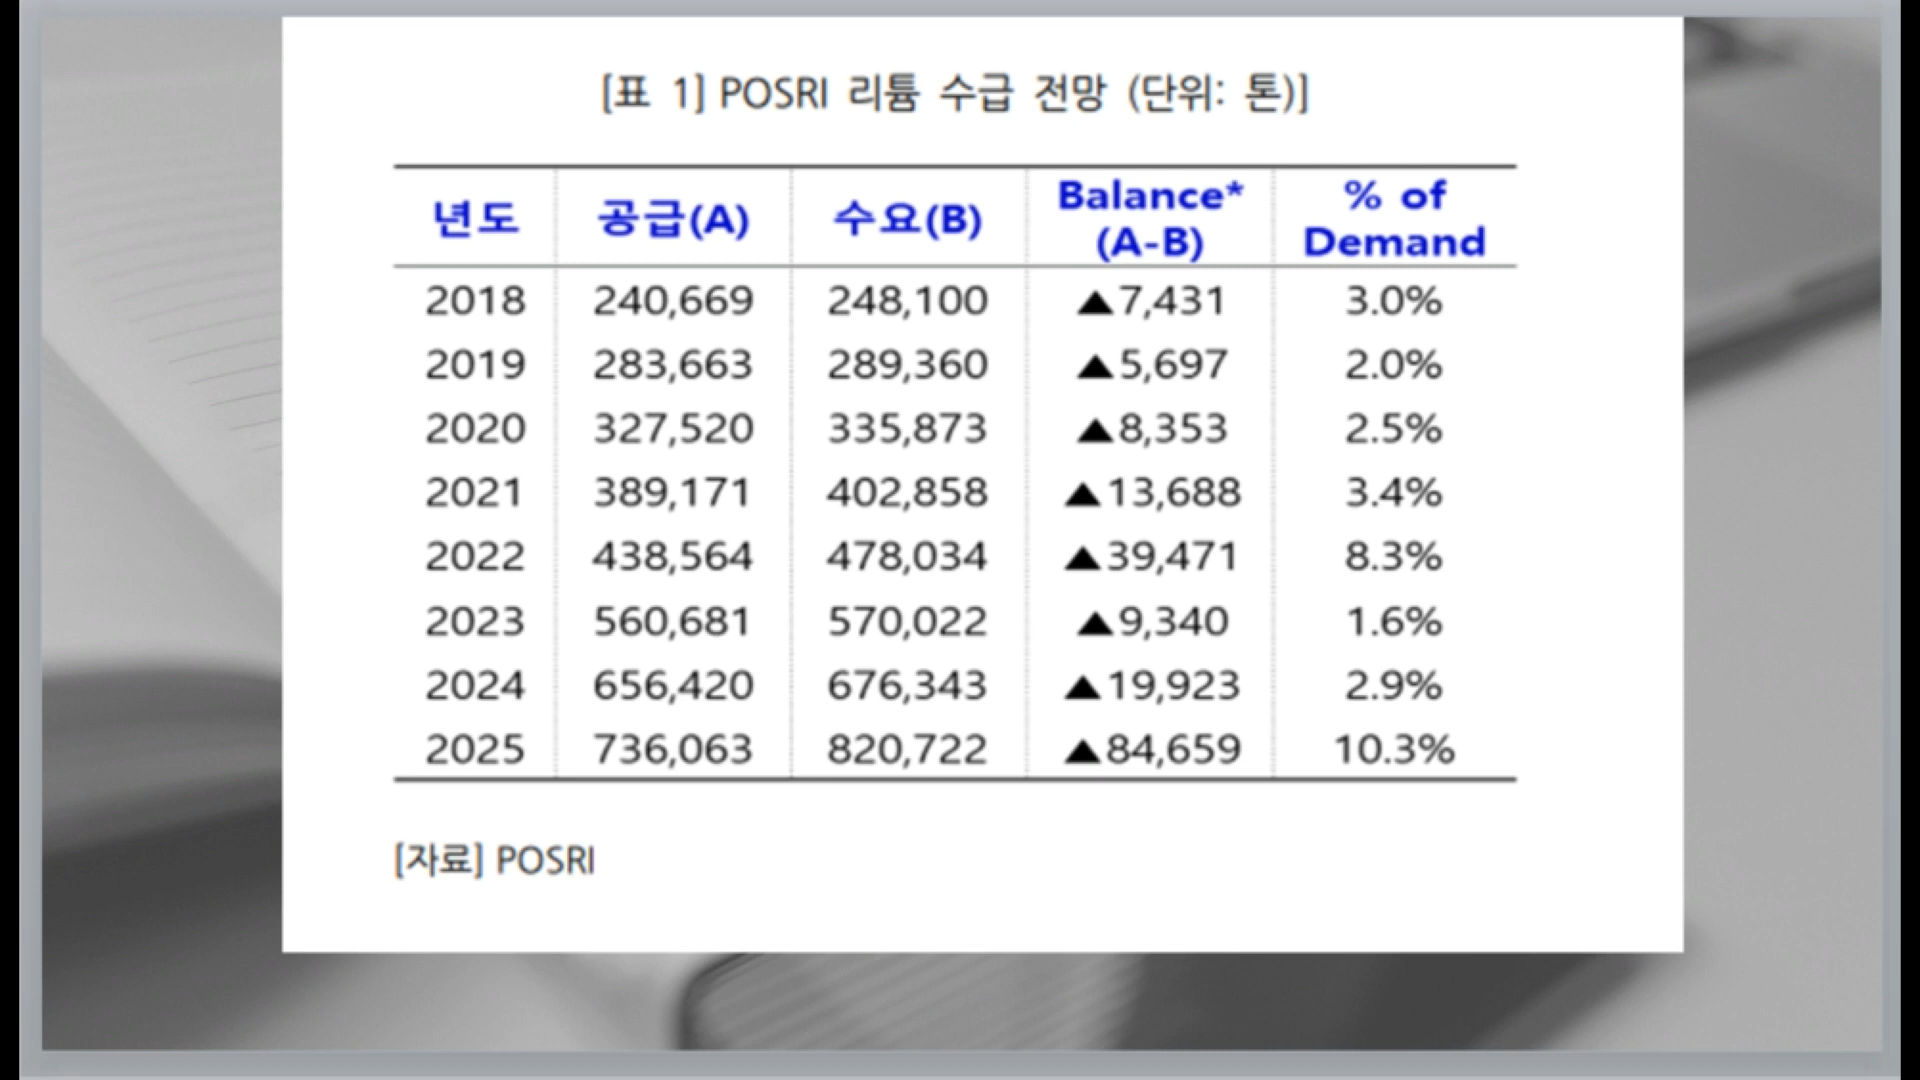 [표 1] POSRI 리튬 수급 전망 (단위: 톤)]
년도 공급(A) 수요(B) Balance* (A-B) % of Demand
2018 240,669 248,100 ▲7,431 3.0%
2019 283,663 289,360 ▲5,697 2.0%
2020 327,520 335,873 ▲8,353 2.5%
2021 389,171 402,858 ▲13,688 3.4%
2022 438,564 478,034 ▲39,471 8.3%
2023 560,681 570,022 ▲9,340 1.6%
2024 656,420 676,343 ▲19,923 2.9%
2025 736,063 820,722 ▲84,659 10.3%
[자료] POSRI